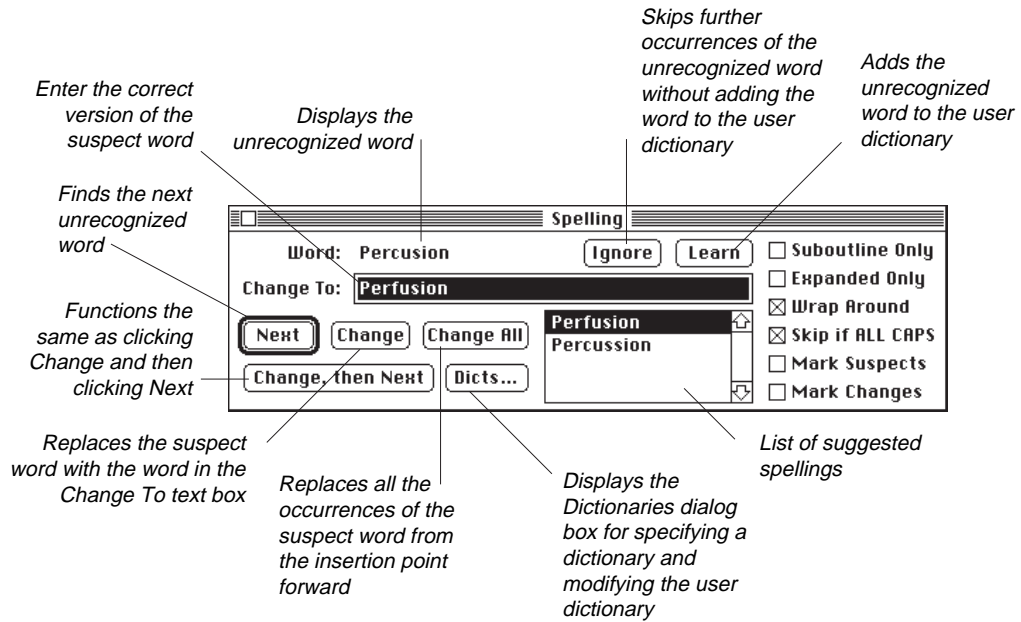 Skips further
occurrences of the
unrecognized word
without adding the
word to the user
dictionary
Adds the
unrecognized
word to the user
dictionary
Enter the correct
version of the
suspect word
Displays the
unrecognized word
Finds the next
unrecognized
word
Functions the
same as clicking
Change and then
clicking Next
Spelling
Word: Percusion
Ignore
Learn
Change To: Perfusion
Next
Change
Change All
Change, then Next
Dicts...
Perfusion
Percussion
Suboutline Only
Expanded Only
Wrap Around
Skip if ALL CAPS
Mark Suspects
Mark Changes
Replaces the suspect
word with the word in the
Change To text box
Replaces all the
occurrences of the
suspect word from
the insertion point
forward
Displays the
Dictionaries dialog
box for specifying a
dictionary and
modifying the user
dictionary
List of suggested
spellings